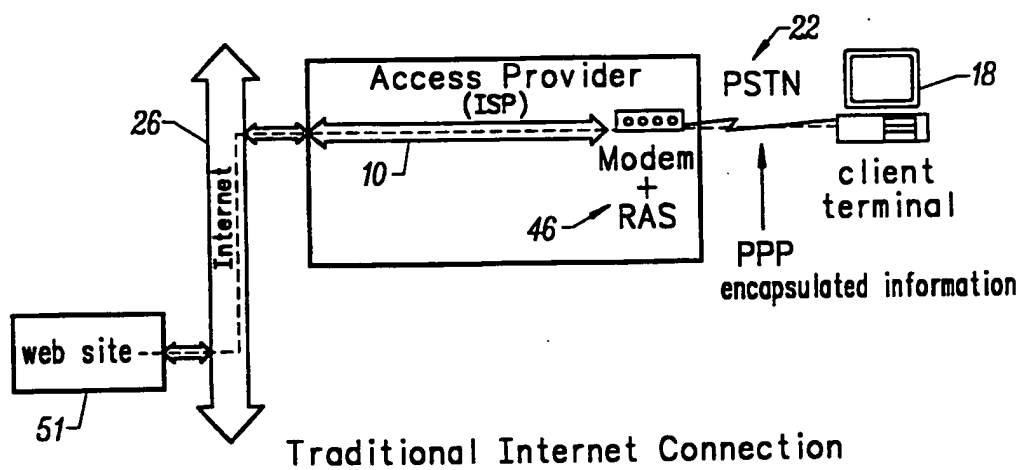 22
Access Provider
(ISP)
PSTN
18
26
10
Modem
+
RAS
46
client
terminal
Internet
PPP
encapsulated information
web site
51
Traditional Internet Connection